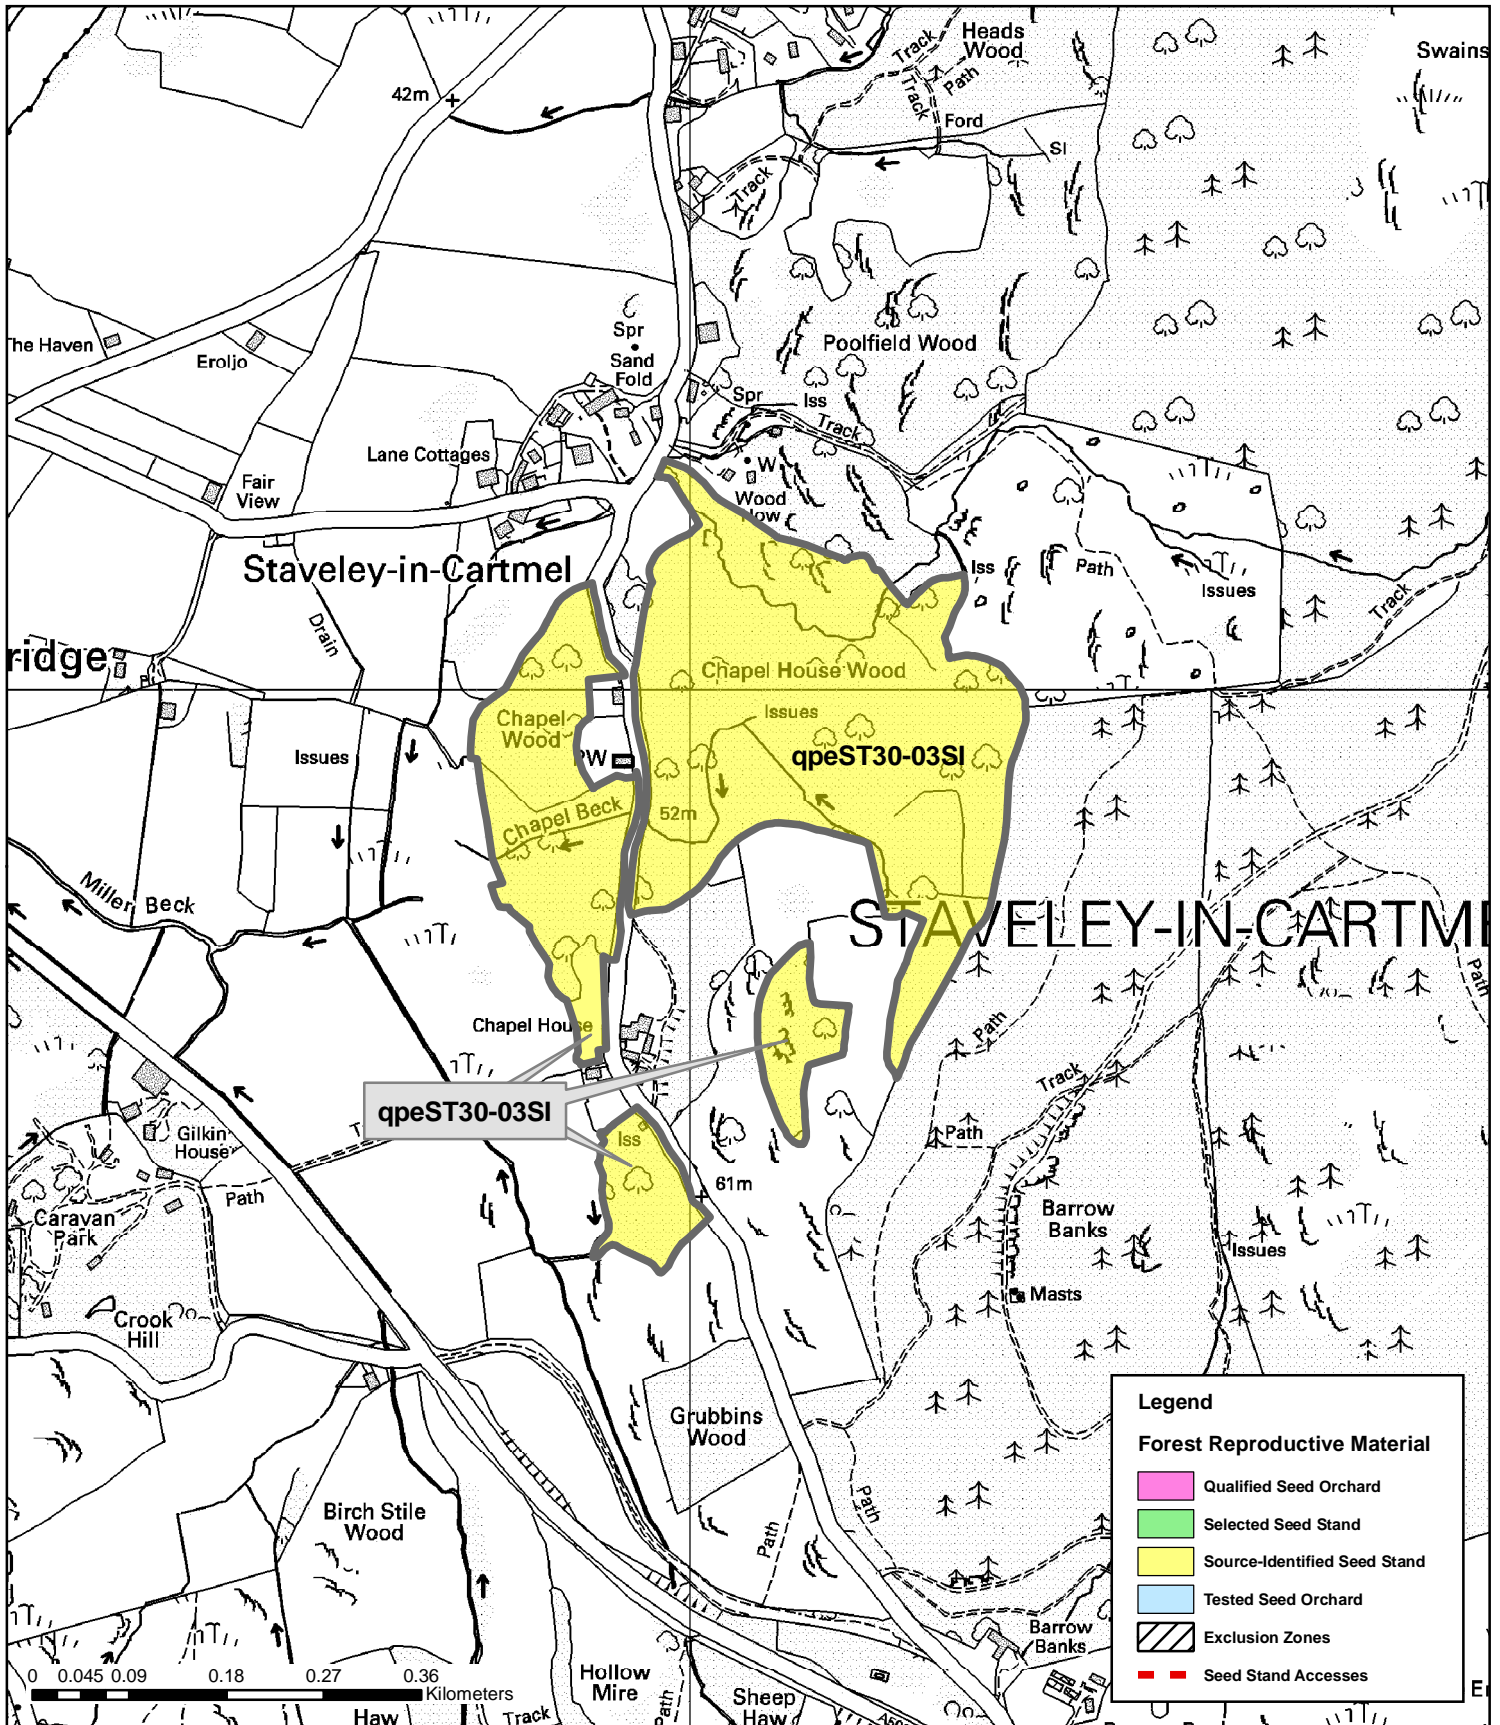 Heads
Wood
Track
Path
Track
Swains
42m
Ford
SI
Track
The Haven
Eroljo
Spr
Sand
Fold
Poolfield Wood
Spr
Iss
Track
Lane Cottages
Fair
View
W
Wood
How
Staveley-in-Cartmel
Iss
Path
Issues
Track
Drain
ridge
Chapel House Wood
Chapel
Wood
Issues
Issues
PW
qpeST30-03SI
Chapel Beck
52m
Miller Beck
STAVELEY-IN-CARTME
Path
Chapel House
Path
Track
qpeST30-03SI
Gilkin
House
Iss
Path
Path
61m
Caravan
Park
Barrow
Banks
Issues
Masts
Crook
Hill
Grubbins
Wood
Path
Path
Birch Stile
Wood
Barrow
Banks
Hollow
Mire
Path
Sheep
Haw
Track
Haw
Legend
Forest Reproductive Material
Qualified Seed Orchard
Selected Seed Stand
Source-Identified Seed Stand
Tested Seed Orchard
Exclusion Zones
Seed Stand Accesses
0 0.045 0.09 0.18 0.27 0.36
Kilometers